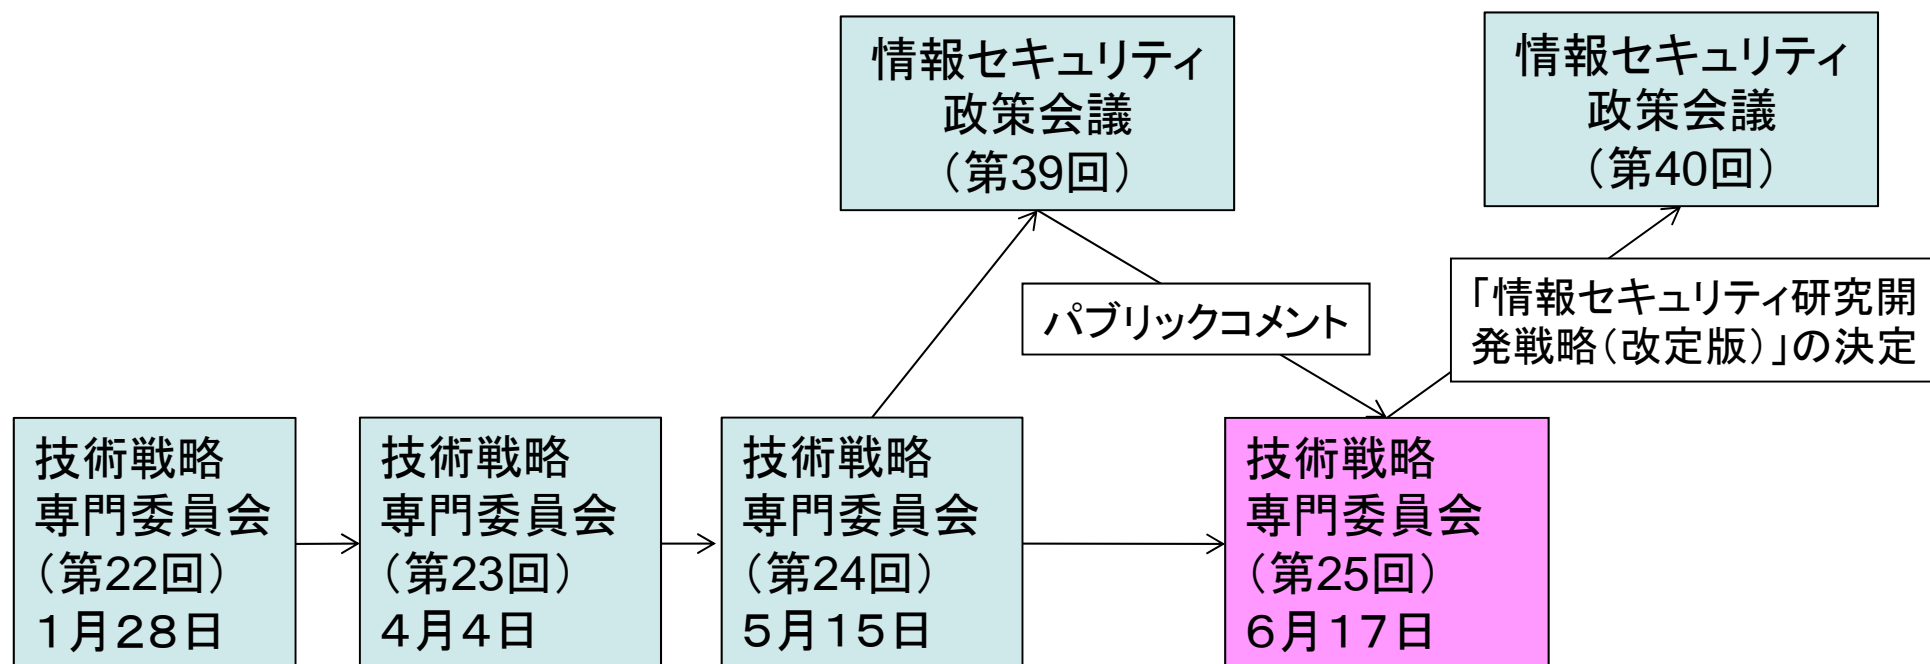 情報セキュリティ
政策会議
（第39回）
情報セキュリティ
政策会議
（第40回）
パブリックコメント
「情報セキュリティ研究開
発戦略（改定版）」の決定
技術戦略
専門委員会
（第22回）
１月２８日
技術戦略
専門委員会
（第23回）
４月４日
技術戦略
専門委員会
（第24回）
５月１５日
技術戦略
専門委員会
（第25回）
６月１７日